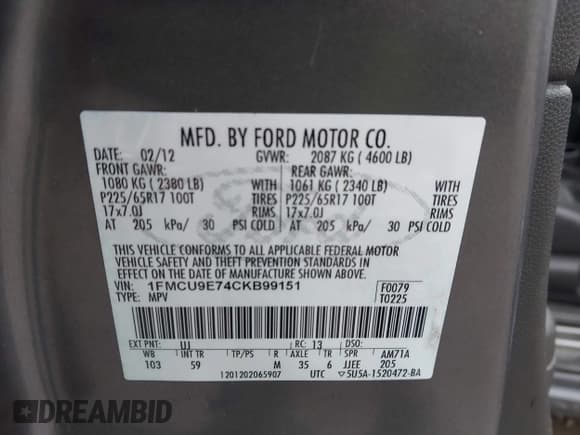 MFD. BY FORD MOTOR CO.
DATE: 02/12 GVWR: 2087 KG ( 4600 LB)
FRONT GAWR: REAR GAWR:
1080 KG ( 2380 LB) WITH 1061 KG ( 2340 LB) WITH
P225/65R17 100T TIRES P225/65R17 100T TIRES
17x7.0J RIMS 17x7.0J RIMS
AT 205 kPa/ 30 PSI COLD AT 205 kPa/ 30 PSI COLD
THIS VEHICLE CONFORMS TO ALL APPLICABLE FEDERAL MOTOR
VEHICLE SAFETY AND THEFT PREVENTION STANDARDS IN
EFFECT ON THE DATE OF MANUFACTURE SHOWN ABOVE.
VIN: 1FMCU9E74CKB99151 F0079
TYPE: MPV T0225
EXT PNT: UJ RC: 13 DSO:
WB INT TR TP/PS R AXLE TR SPR AM71A
103 59 M 35 6 JJEE 205
1201202065907 UTC ▽5U5A-1520472-BA
Ford
DREAMBID